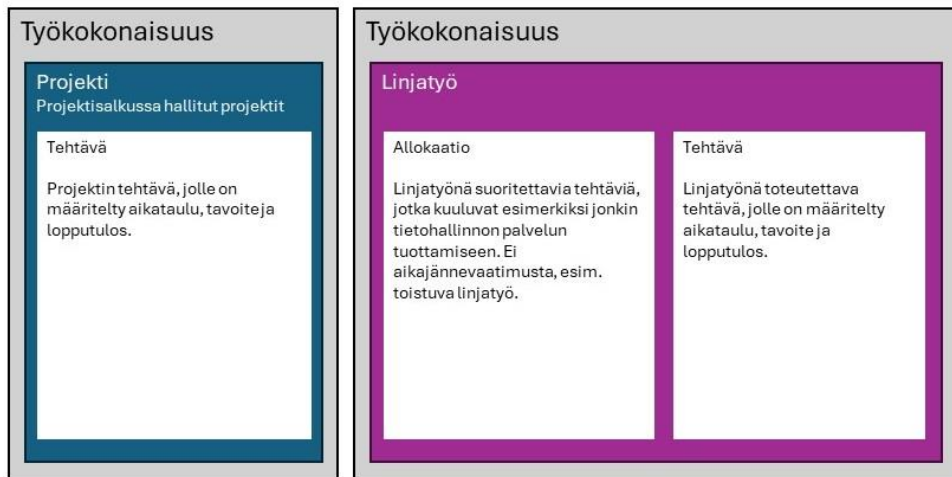 Työkokonaisuus
Projekti
Projektisalkussa hallitut projektit
Tehtävä
Projektin tehtävä, jolle on
määritelty aikataulu, tavoite ja
lopputulos.
Työkokonaisuus
Linjatyö
Allokaatio
Linjatyönä suoritettavia tehtäviä,
jotka kuuluvat esimerkiksi jonkin
tietohallinnon palvelun
tuottamiseen. Ei
aikajännevaatimusta, esim.
toistuva linjatyö.
Tehtävä
Linjatyönä toteutettava
tehtävä, jolle on määritelty
aikataulu, tavoite ja
lopputulos.